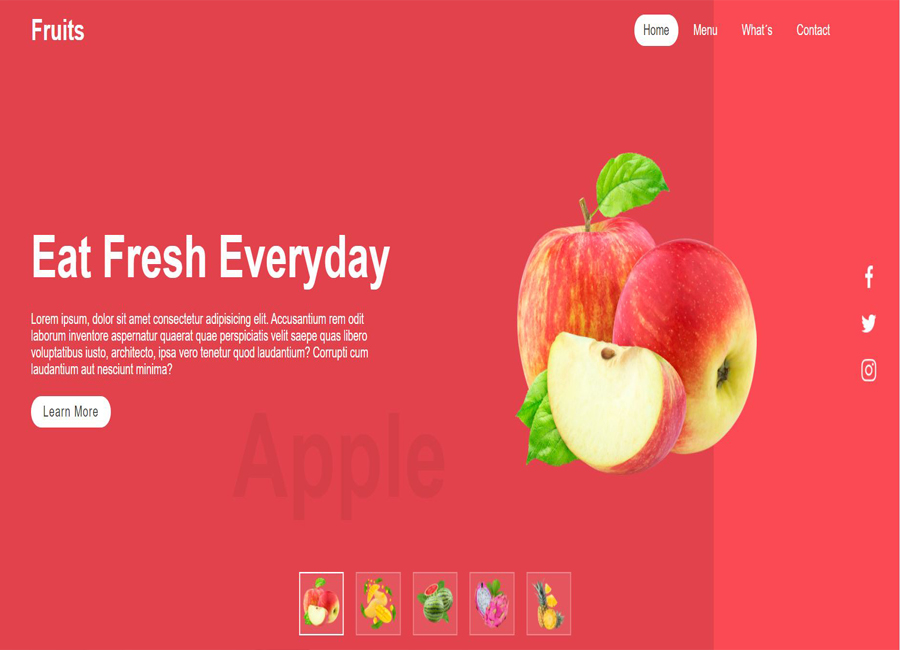 Fruits
Home Menu What´s Contact
Eat Fresh Everyday
Lorem ipsum, dolor sit amet consectetur adipisicing elit. Accusantium rem odit
laborum inventore aspernatur quaerat quae perspiciatis velit saepe quas libero
voluptatibus iusto, architecto, ipsa vero tenetur quod laudantium? Corrupti cum
laudantium aut nesciunt minima?
Learn More
Apple